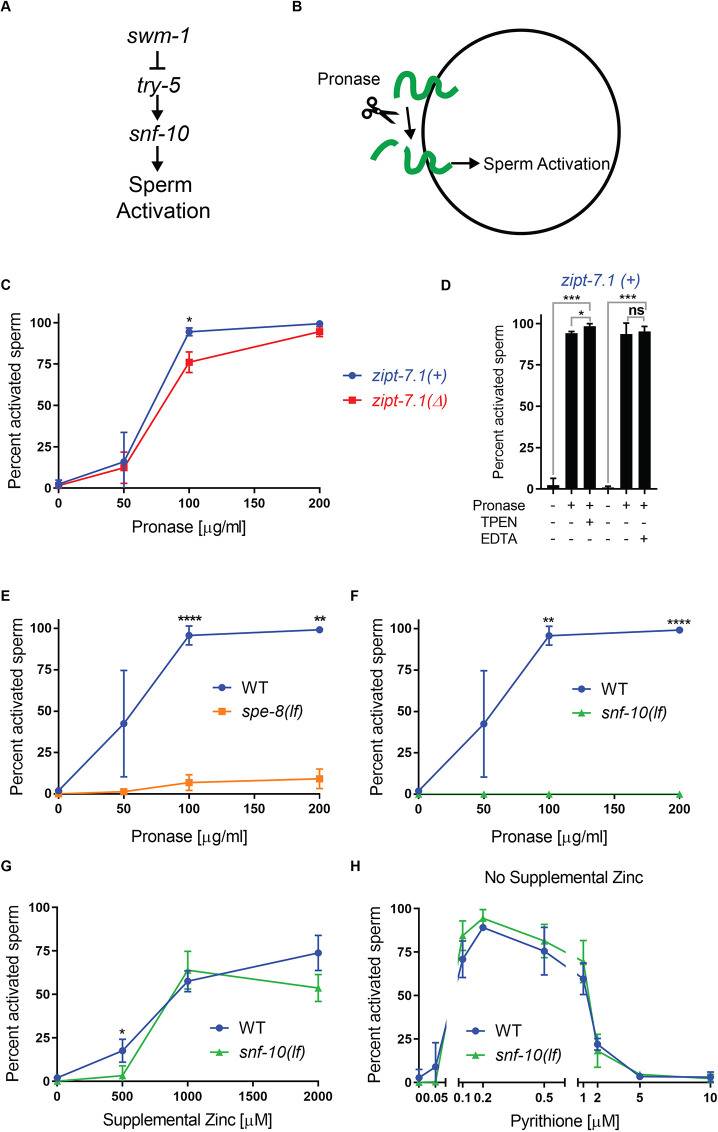 A
swm-1
try-5
snf-10
Sperm
Activation
B
Pronase
Sperm Activation
C
Percent activated sperm
100
75
50
25
0
*
0 50 100 150 200
Pronase [μg/ml]
zipt-7.1(+)
zipt-7.1(Δ)
D
zipt-7.1 (+)
*** ***
* ns
Percent activated sperm
100
75
50
25
0
Pronase - + + - + +
TPEN - - + - - -
EDTA - - - - - +
E
Percent activated sperm
100
75
50
25
0
**** **
WT
spe-8(lf)
0 50 100 150 200
Pronase [μg/ml]
F
Percent activated sperm
100
75
50
25
0
** ****
WT
snf-10(lf)
0 50 100 150 200
Pronase [μg/ml]
G
Percent activated sperm
100
75
50
25
0
*
WT
snf-10(lf)
0 500 1000 1500 2000
Supplemental Zinc [μM]
H
No Supplemental Zinc
Percent activated sperm
100
75
50
25
0
WT
snf-10(lf)
0 0.05 0.1 0.2 0.5 1 2 5 10
Pyrithione [μM]